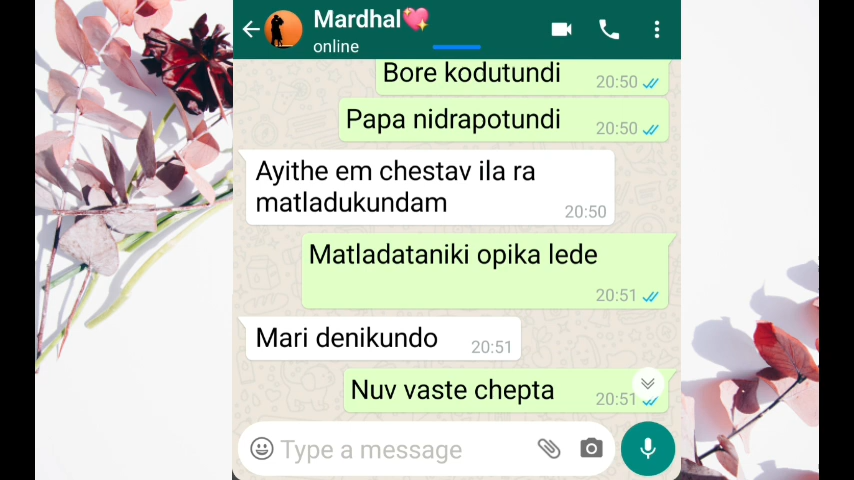 Mardhal💖
online
Bore kodutundi
20:50
Papa nidrapotundi
20:50
Ayithe em chestav ila ra
matladukundam
20:50
Matladataniki opika lede
20:51
Mari denikundo
20:51
Nuv vaste chepta
20:51
Type a message